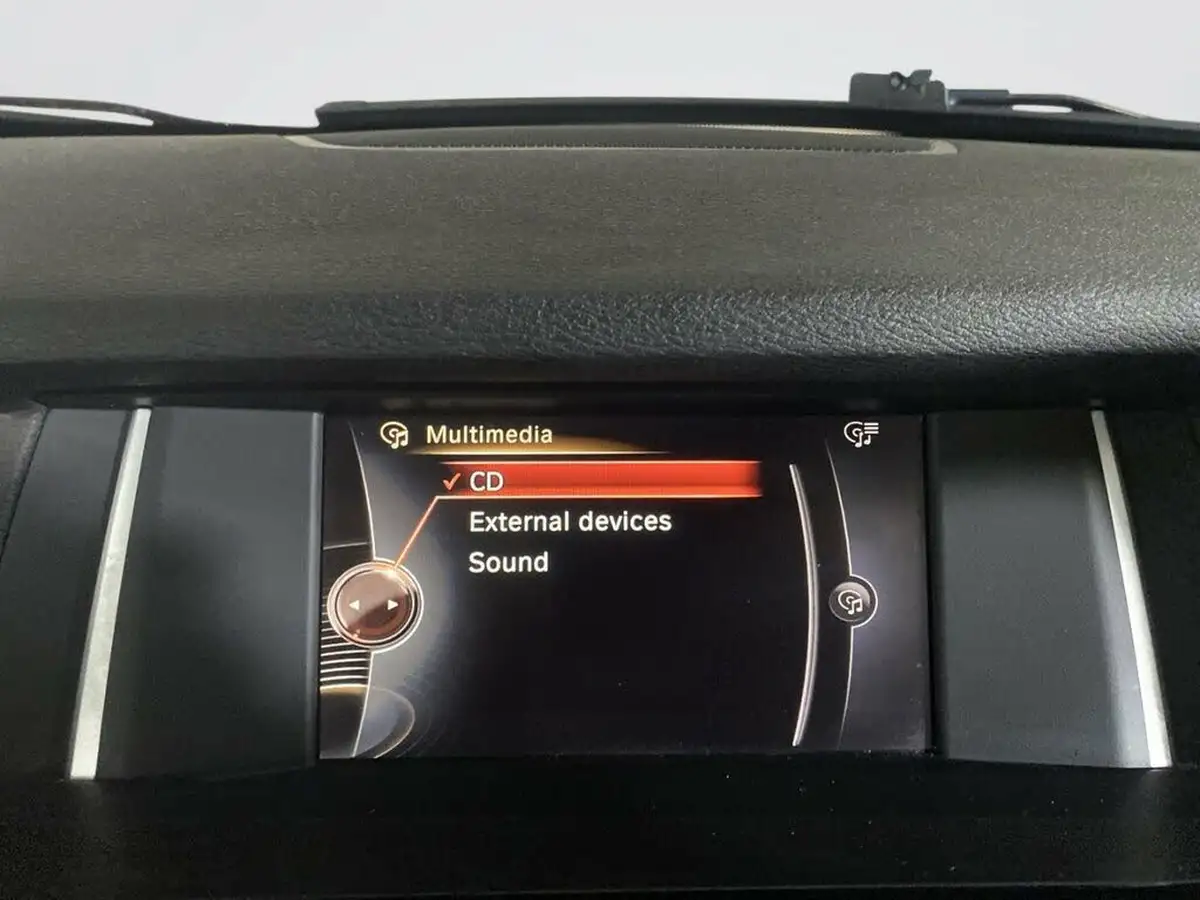 Multimedia
CD
External devices
Sound